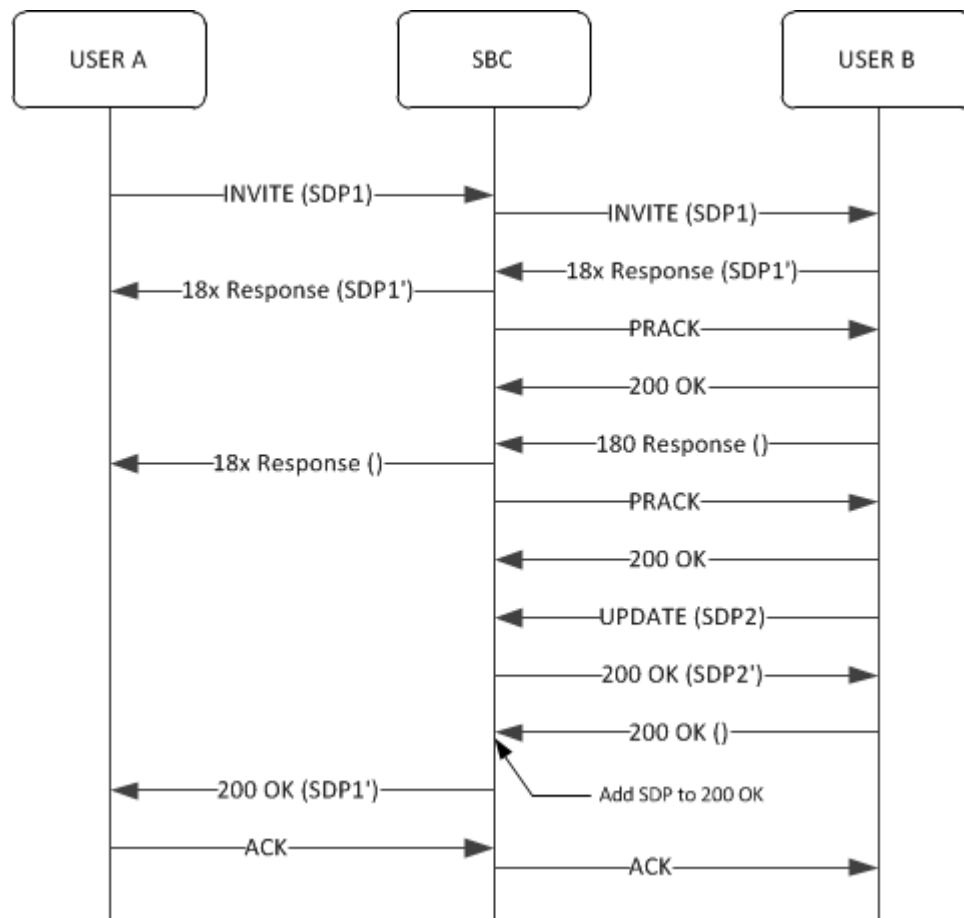 USER A
SBC
USER B
INVITE (SDP1)
INVITE (SDP1)
18x Response (SDP1')
18x Response (SDP1')
PRACK
200 OK
180 Response ()
18x Response ()
PRACK
200 OK
UPDATE (SDP2)
200 OK (SDP2')
200 OK ()
200 OK (SDP1')
Add SDP to 200 OK
ACK
ACK